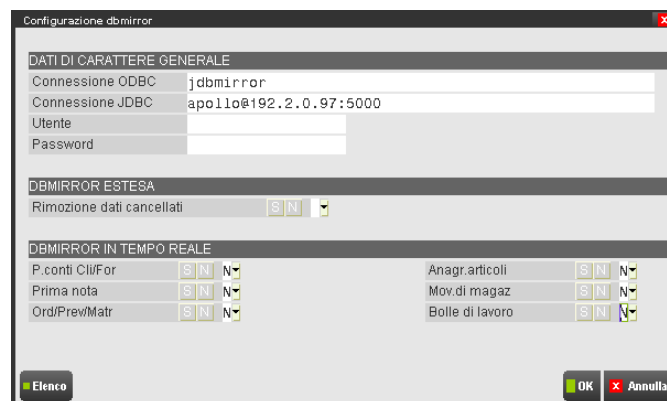 Configurazione dbmirror
DATI DI CARATTERE GENERALE
Connessione ODBC jdbmirror
Connessione JDBC apollo@192.2.0.97:5000
Utente
Password
DBMIRROR ESTESA
Rimozione dati cancellati S N
DBMIRROR IN TEMPO REALE
P.conti Cli/For S N N Anagr.articoli S N N
Prima nota S N N Mov.di magaz S N N
Ord/Prev/Matr S N N Bolle di lavoro S N N
Elenco OK X Annulla